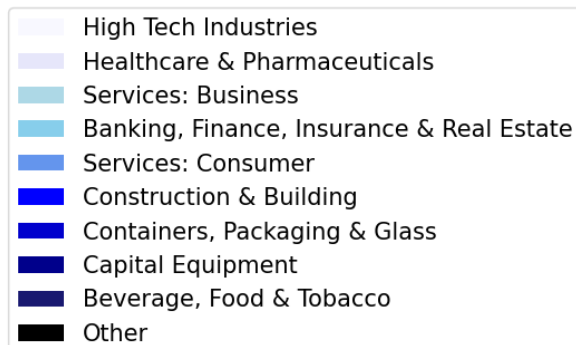 High Tech Industries
Healthcare & Pharmaceuticals
Services: Business
Banking, Finance, Insurance & Real Estate
Services: Consumer
Construction & Building
Containers, Packaging & Glass
Capital Equipment
Beverage, Food & Tobacco
Other